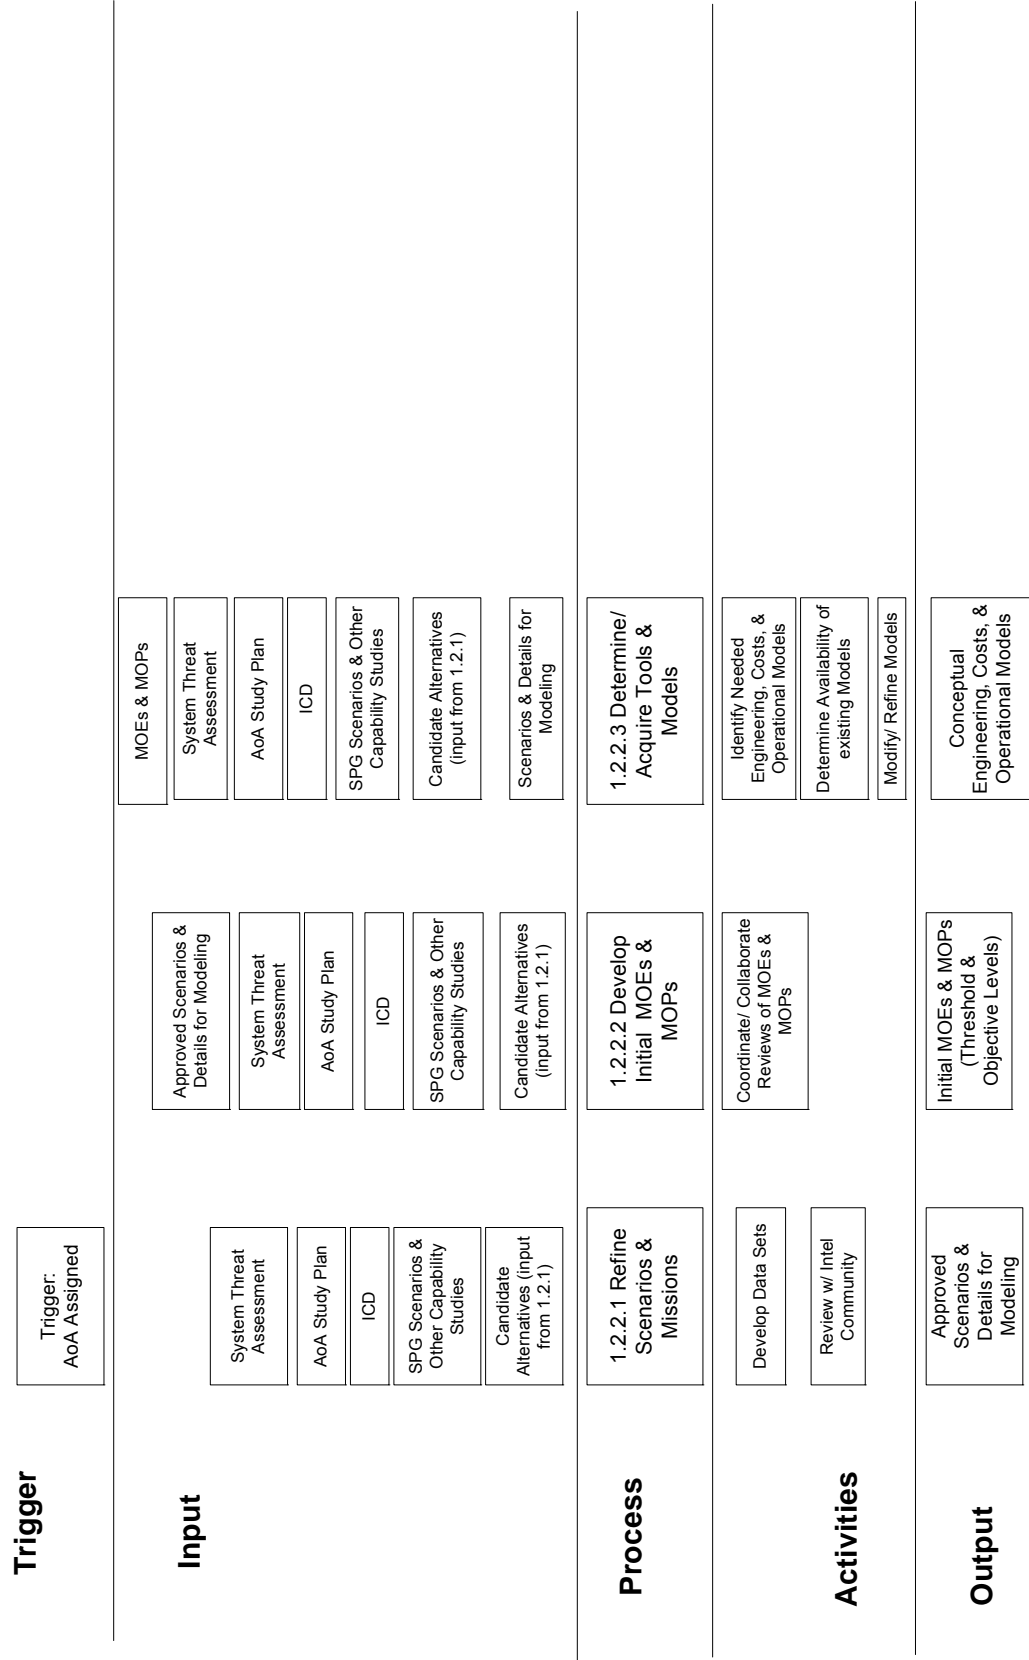 Trigger
Trigger:
AoA Assigned
Input
System Threat
Assessment
AoA Study Plan
ICD
SPG Scenarios &
Other Capability
Studies
Candidate
Alternatives (input
from 1.2.1)
Approved Scenarios &
Details for Modeling
System Threat
Assessment
AoA Study Plan
ICD
SPG Scenarios & Other
Capability Studies
Candidate Alternatives
(input from 1.2.1)
MOEs & MOPs
System Threat
Assessment
AoA Study Plan
ICD
SPG Scenarios & Other
Capability Studies
Candidate Alternatives
(input from 1.2.1)
Scenarios & Details for
Modeling
Process
1.2.2.1 Refine
Scenarios &
Missions
1.2.2.2 Develop
Initial MOEs &
MOPs
1.2.2.3 Determine/
Acquire Tools &
Models
Activities
Develop Data Sets
Review w/ Intel
Community
Coordinate/ Collaborate
Reviews of MOEs &
MOPs
Identify Needed
Engineering, Costs, &
Operational Models
Determine Availability of
existing Models
Modify/ Refine Models
Output
Approved
Scenarios &
Details for
Modeling
Initial MOEs & MOPs
(Threshold &
Objective Levels)
Conceptual
Engineering, Costs, &
Operational Models